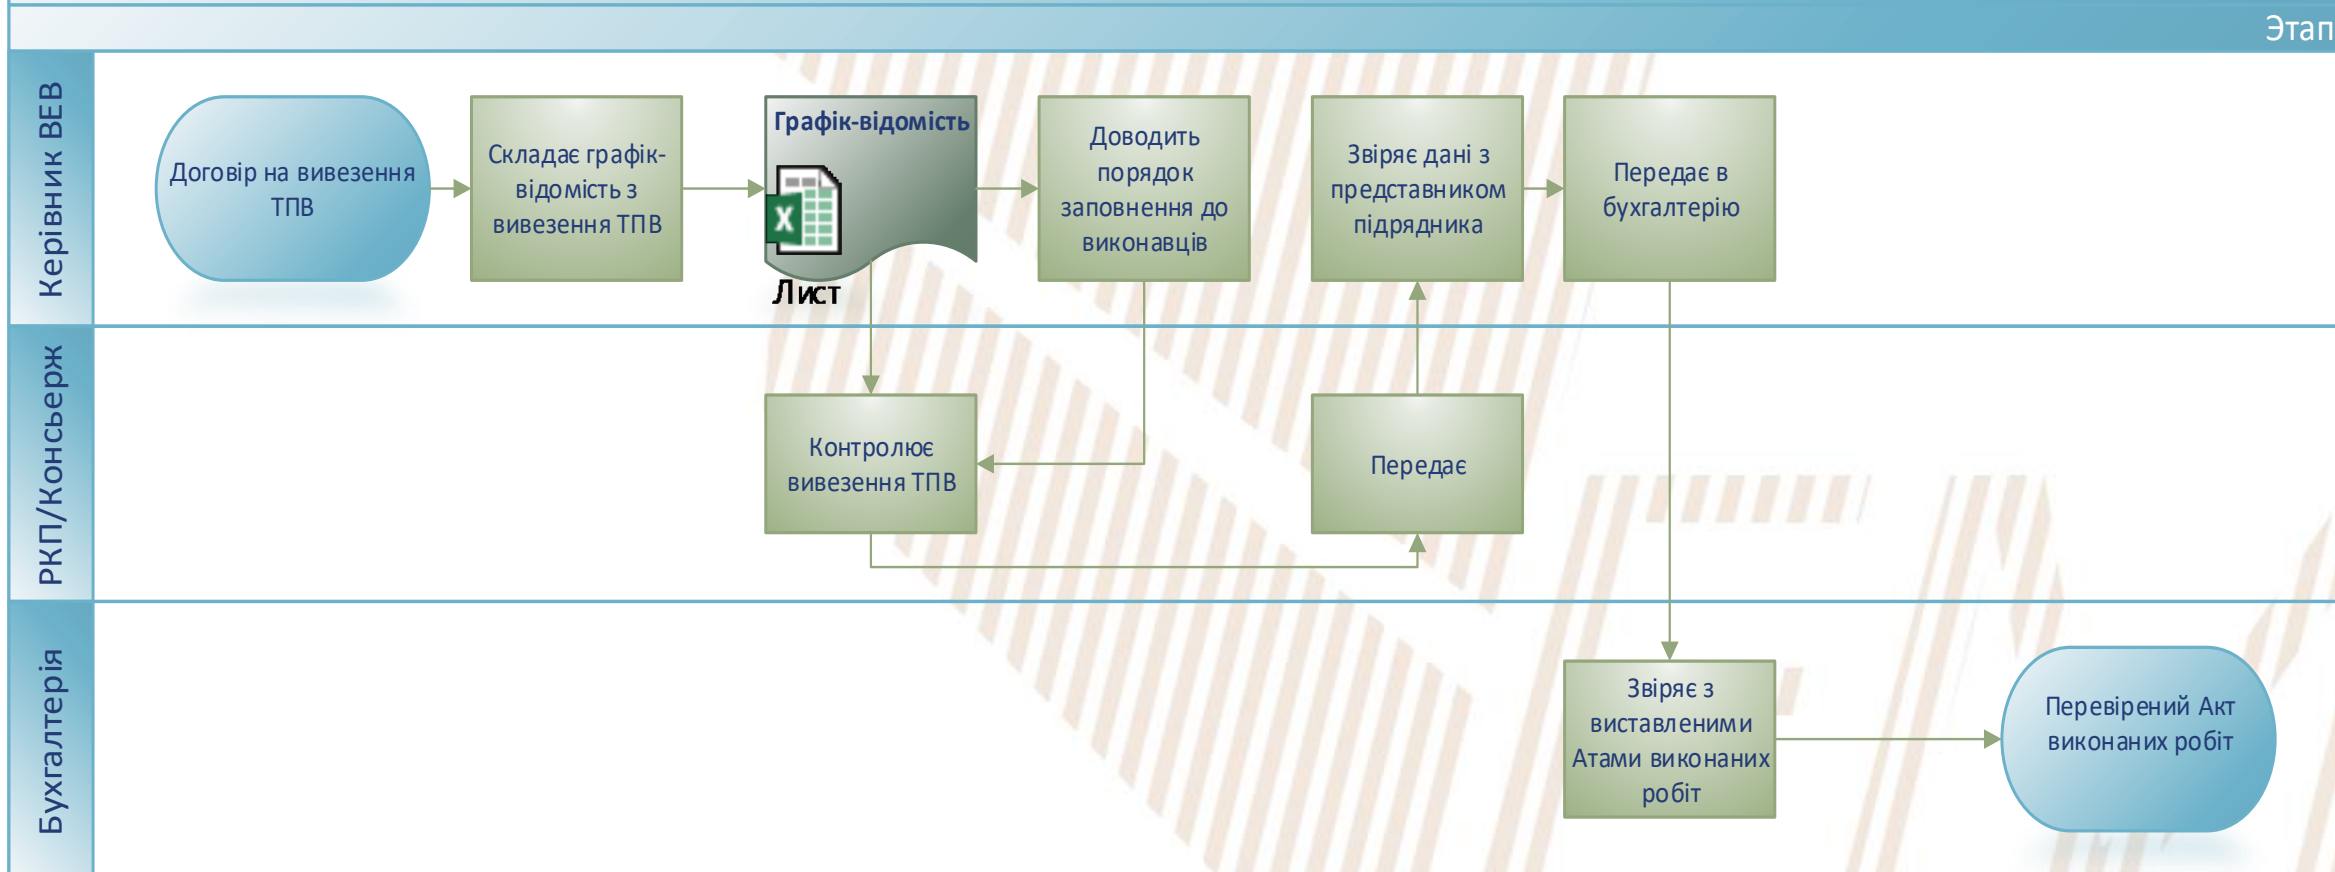 Этап
Керівник ВЕВ
Договір на вивезення
ТПВ
Складає графік-
відомість з
вивезення ТПВ
Графік-відомість
Лист
Доводить
порядок
заповнення до
виконавців
Звіряє дані з
представником
підрядника
Передає в
бухгалтерію
РКП/Консьерж
Контролює
вивезення ТПВ
Передає
Бухгалтерія
Звіряє з
виставленими
Атами виконаних
робіт
Перевірений Акт
виконаних робіт